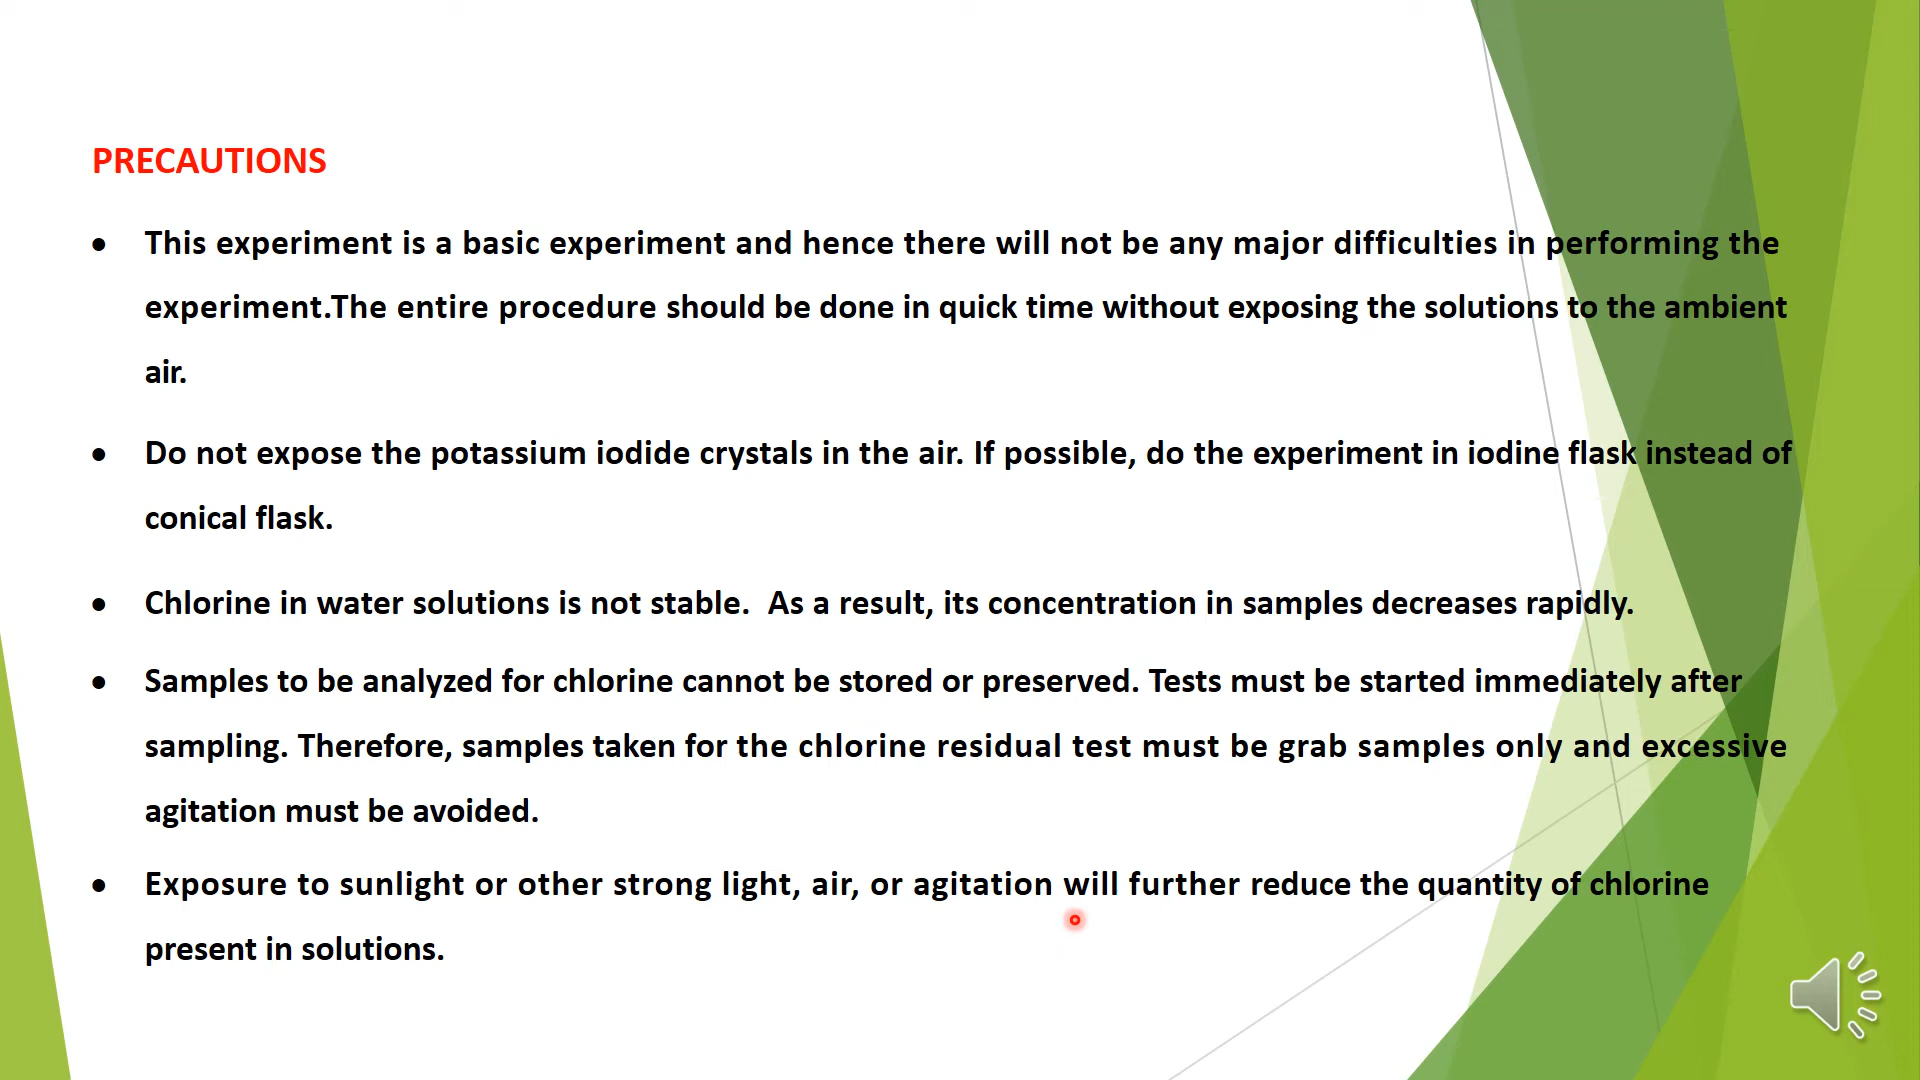 PRECAUTIONS
• This experiment is a basic experiment and hence there will not be any major difficulties in performing the
experiment.The entire procedure should be done in quick time without exposing the solutions to the ambient
air.
• Do not expose the potassium iodide crystals in the air. If possible, do the experiment in iodine flask instead of
conical flask.
• Chlorine in water solutions is not stable.  As a result, its concentration in samples decreases rapidly.
• Samples to be analyzed for chlorine cannot be stored or preserved. Tests must be started immediately after
sampling. Therefore, samples taken for the chlorine residual test must be grab samples only and excessive
agitation must be avoided.
• Exposure to sunlight or other strong light, air, or agitation will further reduce the quantity of chlorine
present in solutions.